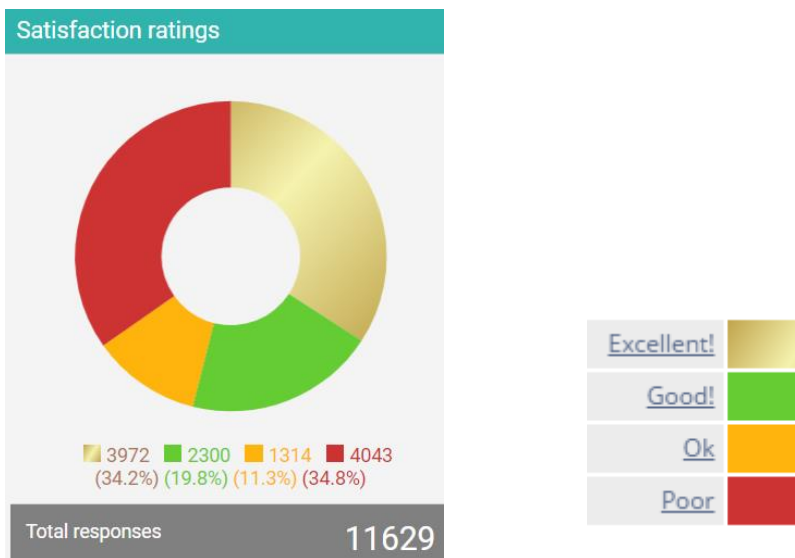 Satisfaction ratings
3972 2300 1314 4043
(34.2%) (19.8%) (11.3%) (34.8%)
Total responses 11629
Excellent!
Good!
Ok
Poor